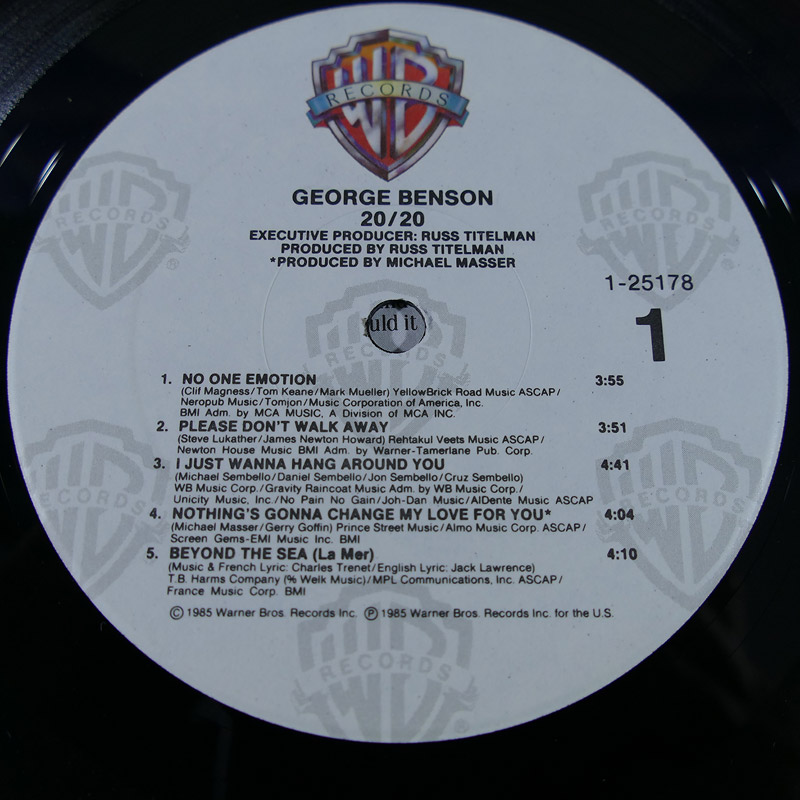 WB
RECORDS
GEORGE BENSON
20/20
EXECUTIVE PRODUCER: RUSS TITELMAN
PRODUCED BY RUSS TITELMAN
*PRODUCED BY MICHAEL MASSER
1-25178
1
uld it
1. NO ONE EMOTION 3:55
(Clif Magness/Tom Keane/Mark Mueller) YellowBrick Road Music ASCAP/
Neropub Music/Tomjon/Music Corporation of America, Inc.
BMI Adm. by MCA MUSIC, A Division of MCA INC.
2. PLEASE DON'T WALK AWAY 3:51
(Steve Lukather/James Newton Howard) Rehtakul Veets Music ASCAP/
Newton House Music BMI Adm. by Warner-Tamerlane Pub. Corp.
3. I JUST WANNA HANG AROUND YOU 4:41
(Michael Sembello/Daniel Sembello/Jon Sembello/Cruz Sembello)
WB Music Corp./Gravity Raincoat Music Adm. by WB Music Corp./
Unicity Music, Inc./No Pain No Gain/Joh-Dan Music/AlDente Music ASCAP
4. NOTHING'S GONNA CHANGE MY LOVE FOR YOU* 4:04
(Michael Masser/Gerry Goffin) Prince Street Music/Almo Music Corp. ASCAP/
Screen Gems-EMI Music Inc. BMI
5. BEYOND THE SEA (La Mer) 4:10
(Music & French Lyric: Charles Trenet/English Lyric: Jack Lawrence)
T.B. Harms Company (% Welk Music)/MPL Communications, Inc. ASCAP/
France Music Corp. BMI
© 1985 Warner Bros. Records Inc. ℗ 1985 Warner Bros. Records Inc. for the U.S.